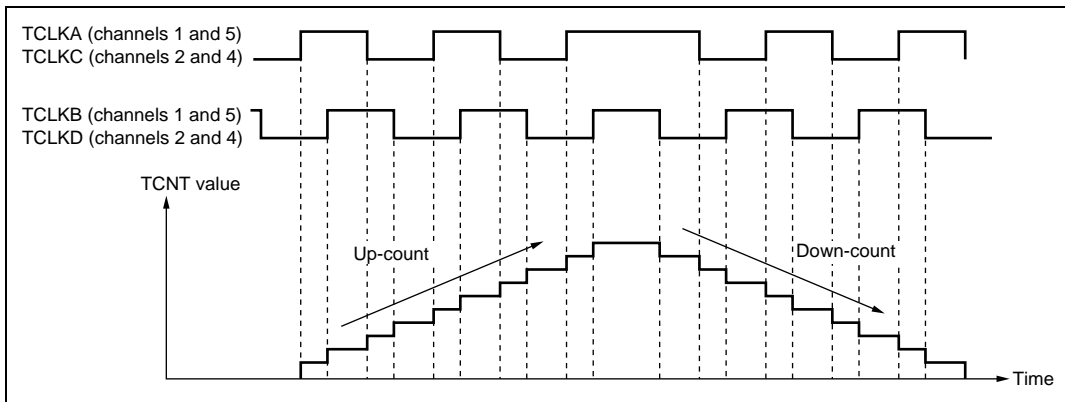 TCLKA (channels 1 and 5)
TCLKC (channels 2 and 4)
TCLKB (channels 1 and 5)
TCLKD (channels 2 and 4)
TCNT value
Up-count
Down-count
Time